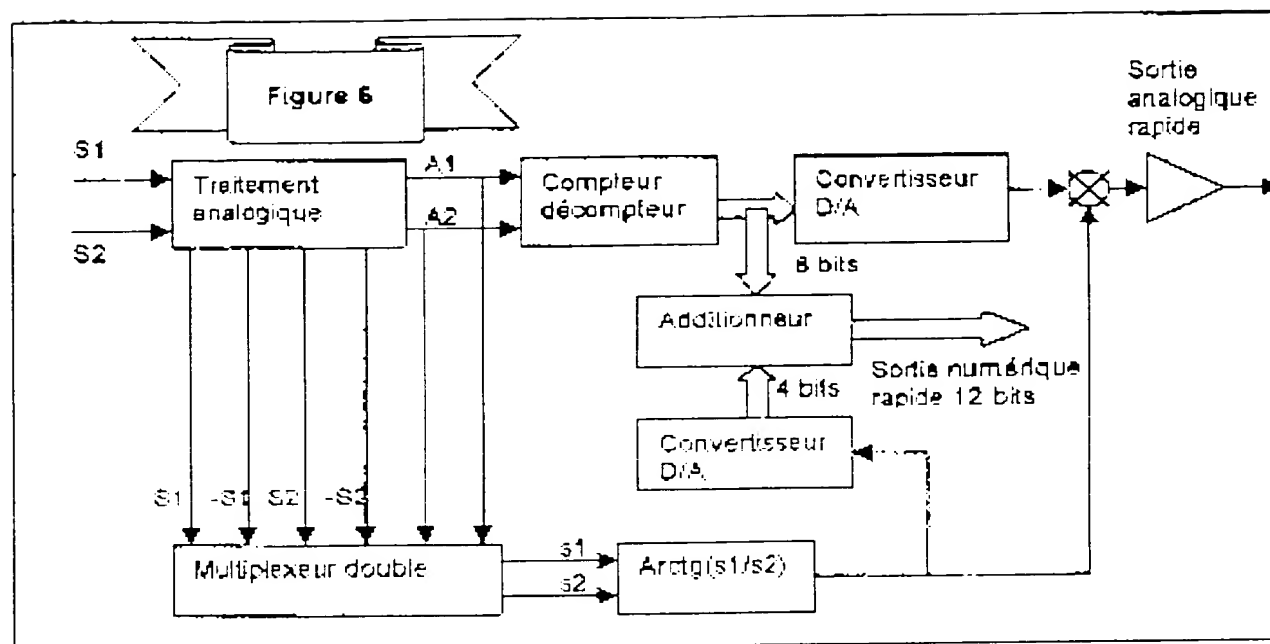 Figure 6
Sortie
analogique
rapide
S1
S2
Traitement
analogique
A1
A2
Compteur
décompteur
Convertisseur
D/A
8 bits
Additionneur
Sortie numérique
rapide 12 bits
4 bits
Convertisseur
D/A
S1 -S1 S2 -S2
Multiplexeur double
s1
s2
Arctg(s1/s2)